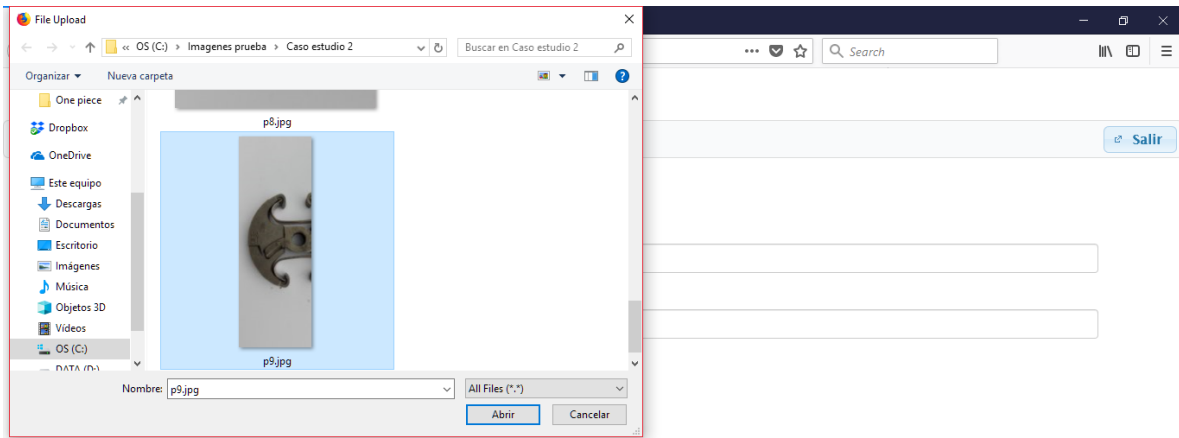 File Upload
« OS (C:) › Imagenes prueba › Caso estudio 2
Buscar en Caso estudio 2
Search
Organizar
Nueva carpeta
One piece
Dropbox
OneDrive
Este equipo
Descargas
Documentos
Escritorio
Imágenes
Música
Objetos 3D
Vídeos
OS (C:)
DATA (D:)
p8.jpg
p9.jpg
Salir
Nombre: p9.jpg
All Files (*.*)
Abrir
Cancelar